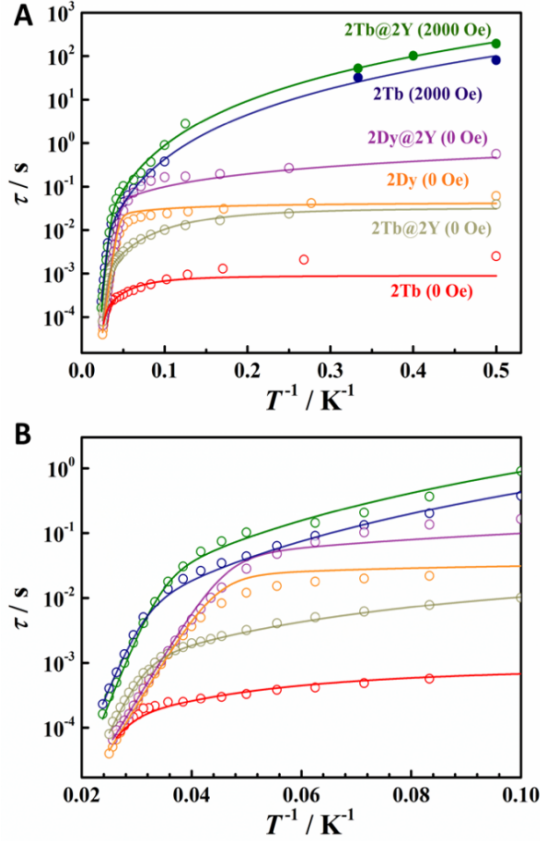 A
10³
10²
10¹
10⁰
10⁻¹
10⁻²
10⁻³
10⁻⁴
τ / s
2Tb@2Y (2000 Oe)
2Tb (2000 Oe)
2Dy@2Y (0 Oe)
2Dy (0 Oe)
2Tb@2Y (0 Oe)
2Tb (0 Oe)
0.0 0.1 0.2 0.3 0.4 0.5
T⁻¹ / K⁻¹
B
10⁰
10⁻¹
10⁻²
10⁻³
10⁻⁴
τ / s
0.02 0.04 0.06 0.08 0.10
T⁻¹ / K⁻¹